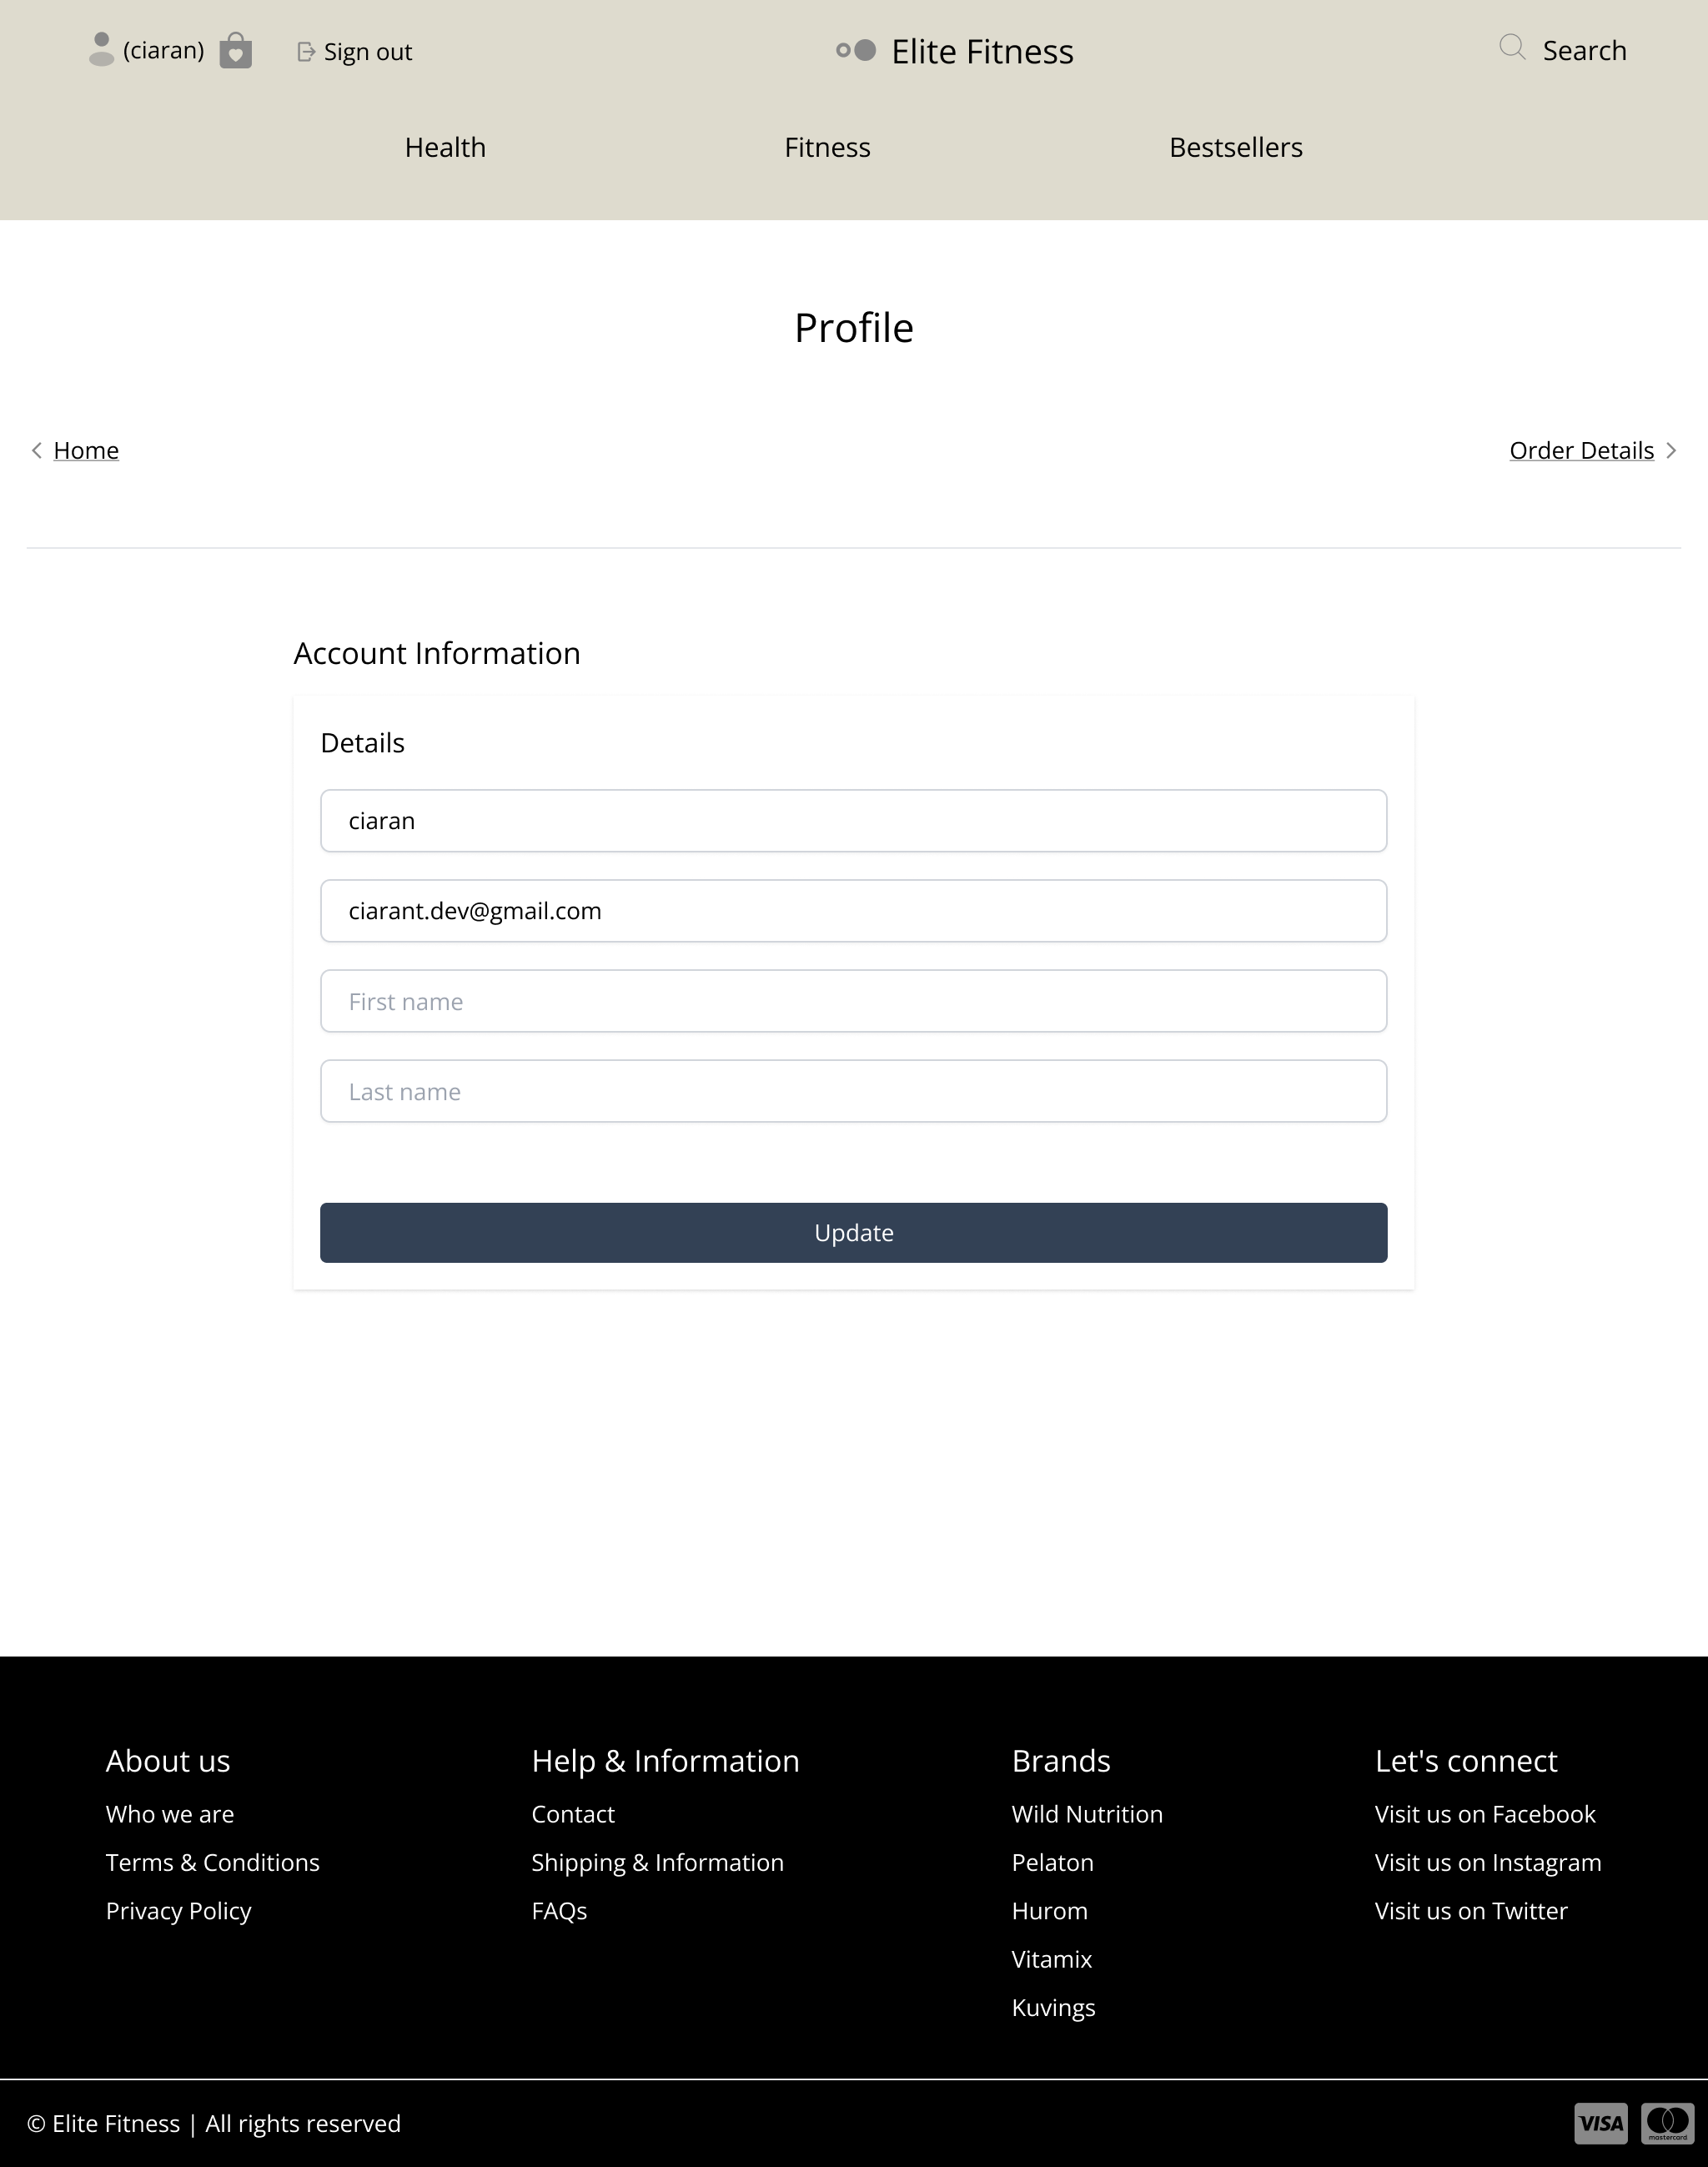 (ciaran) Sign out Elite Fitness Search
Health Fitness Bestsellers
Profile
Home Order Details
Account Information
Details
ciaran
ciarant.dev@gmail.com
First name
Last name
Update
About us
Who we are
Terms & Conditions
Privacy Policy
Help & Information
Contact
Shipping & Information
FAQs
Brands
Wild Nutrition
Pelaton
Hurom
Vitamix
Kuvings
Let's connect
Visit us on Facebook
Visit us on Instagram
Visit us on Twitter
© Elite Fitness | All rights reserved
VISA mastercard